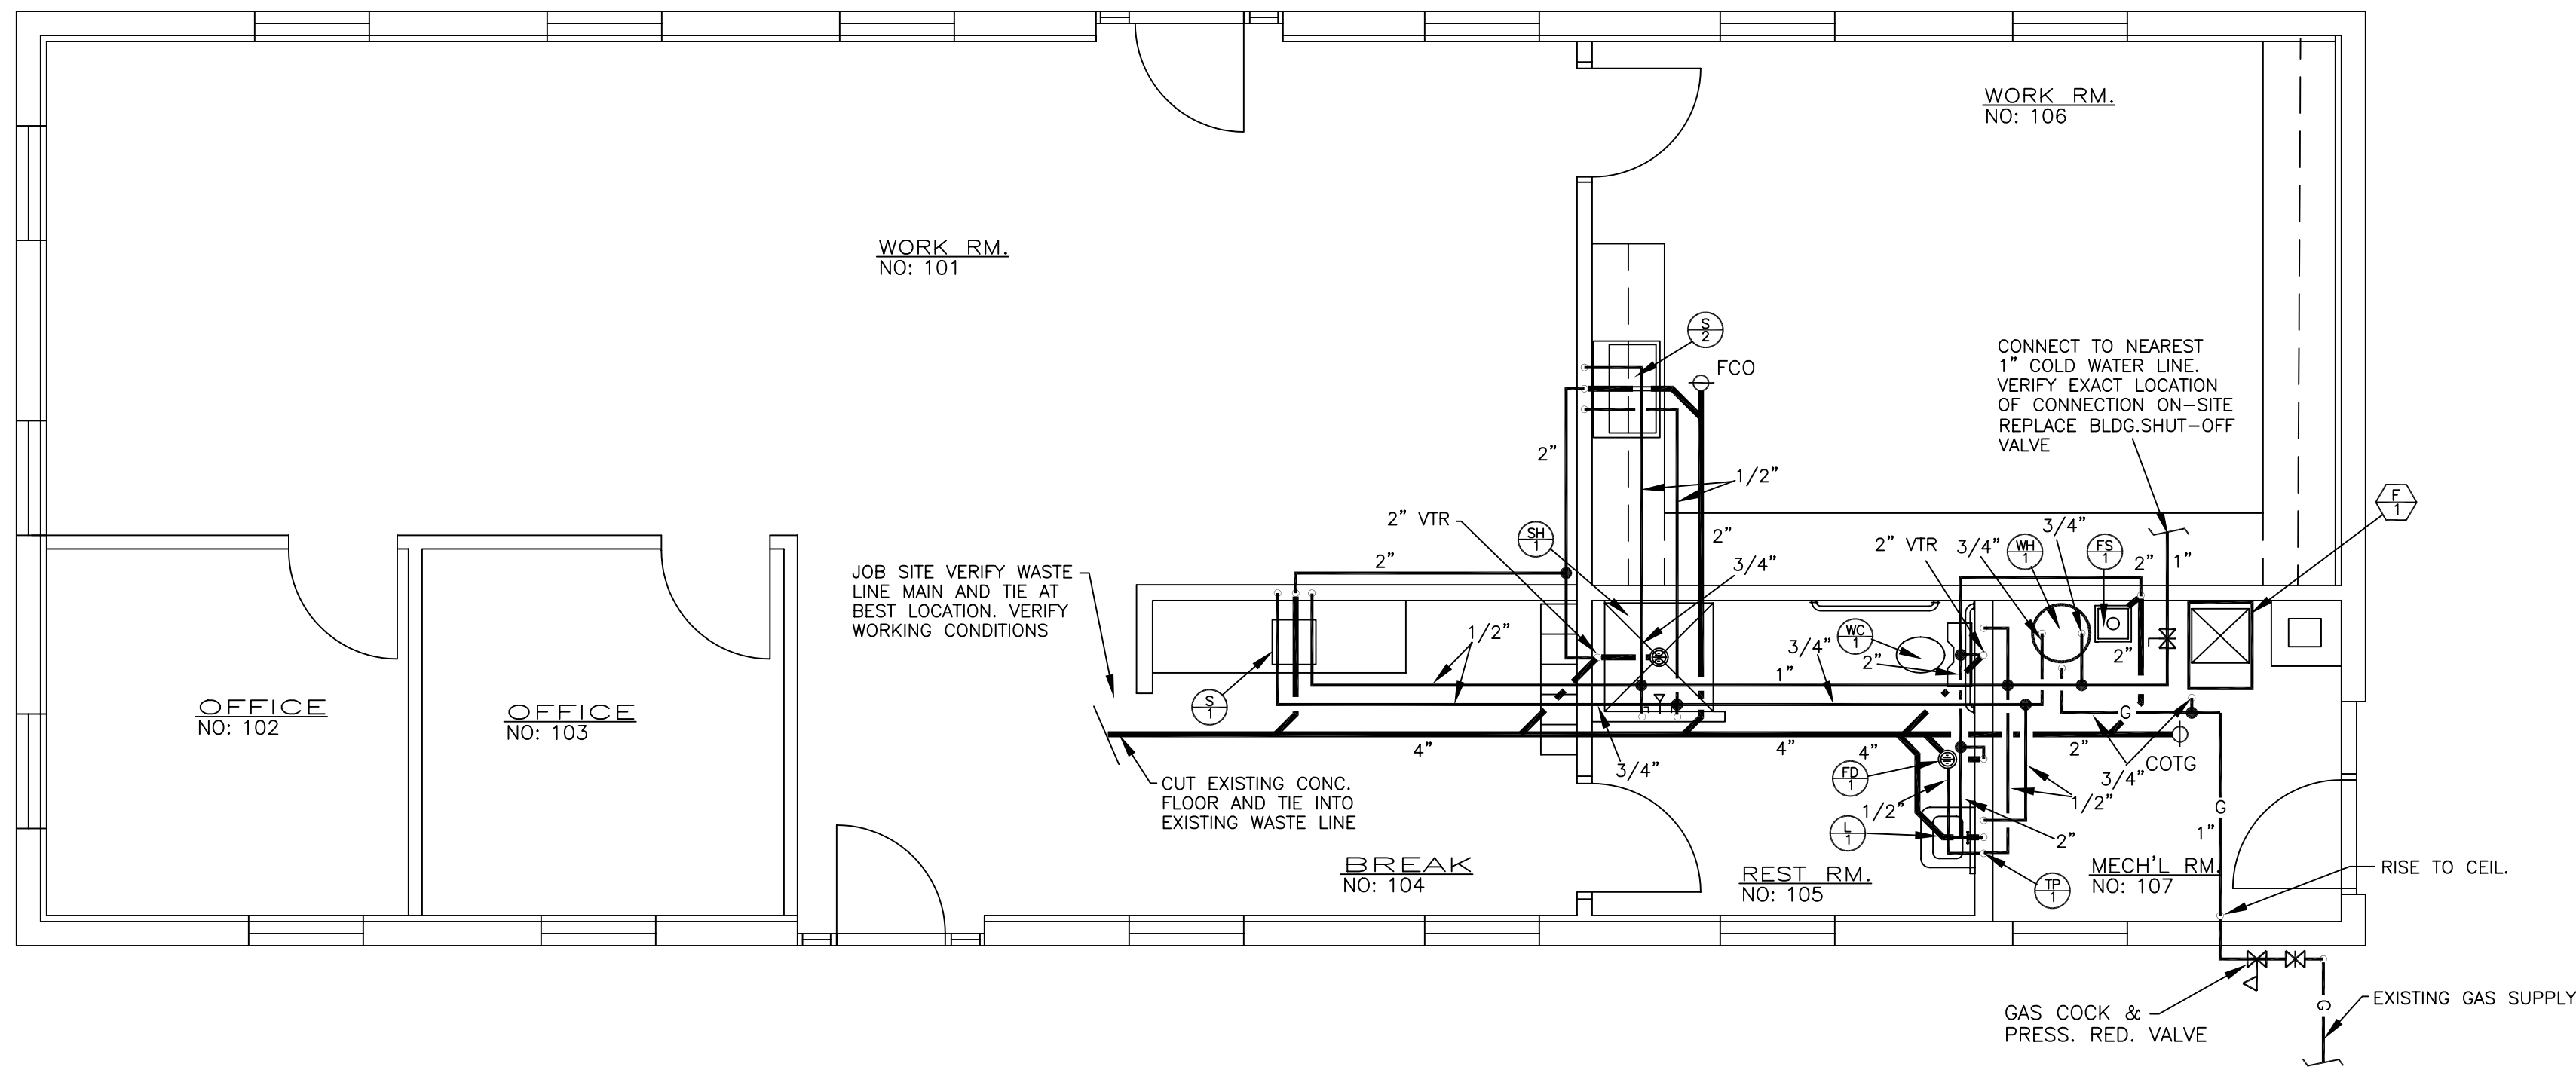 WORK RM.
NO: 106
WORK RM.
NO: 101
S
2
FCO
CONNECT TO NEAREST
1" COLD WATER LINE.
VERIFY EXACT LOCATION
OF CONNECTION ON-SITE
REPLACE BLDG.SHUT-OFF
VALVE
2"
1/2"
F
1
2" VTR
SH
1
2"
3/4"
2" VTR
3/4"
WH
1
3/4"
FS
1
2"
1"
2"
JOB SITE VERIFY WASTE
LINE MAIN AND TIE AT
BEST LOCATION. VERIFY
WORKING CONDITIONS
1/2"
WC
1
3/4"
2"
1"
2"
S
1
OFFICE
NO: 102
OFFICE
NO: 103
G
4"
4"
4"
2"
3/4"
3/4"
COTG
FD
1
CUT EXISTING CONC.
FLOOR AND TIE INTO
EXISTING WASTE LINE
1/2"
1/2"
G
1"
L
1
2"
BREAK
NO: 104
REST RM.
NO: 105
MECH'L RM.
NO: 107
TP
1
RISE TO CEIL.
GAS COCK &
PRESS. RED. VALVE
G
EXISTING GAS SUPPLY